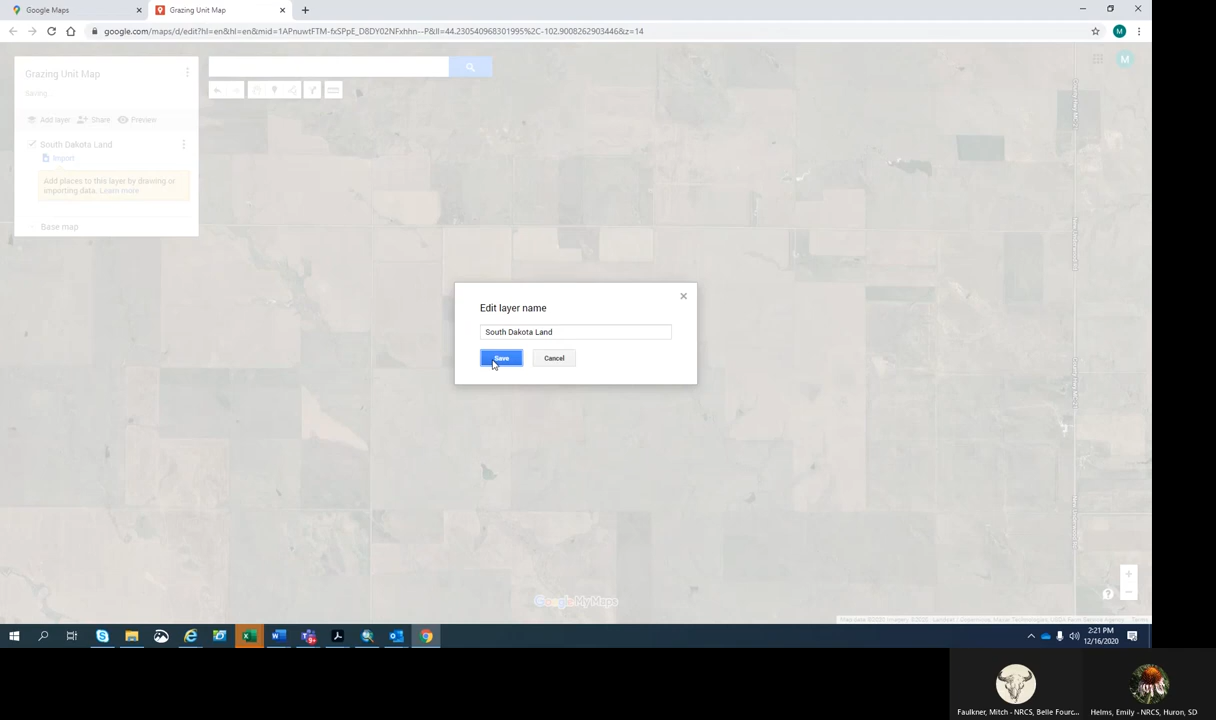 Google Maps
Grazing Unit Map
google.com/maps/d/edit?hl=en&hl=en&mid=1APnuwtFTM-fxSPpE_D8DY02NFxhhn--P&ll=44.230540968301995%2C-102.9008262903446&z=14
M
Grazing Unit Map
Saving...
Add layer
Share
Preview
South Dakota Land
Import
Add places to this layer by drawing or
importing data. Learn more
Base map
M
Edit layer name
South Dakota Land
Save
Cancel
Google My Maps
Terms
2:21 PM
12/16/2020
Faulkner, Mitch - NRCS, Belle Fourc...
Helms, Emily - NRCS, Huron, SD